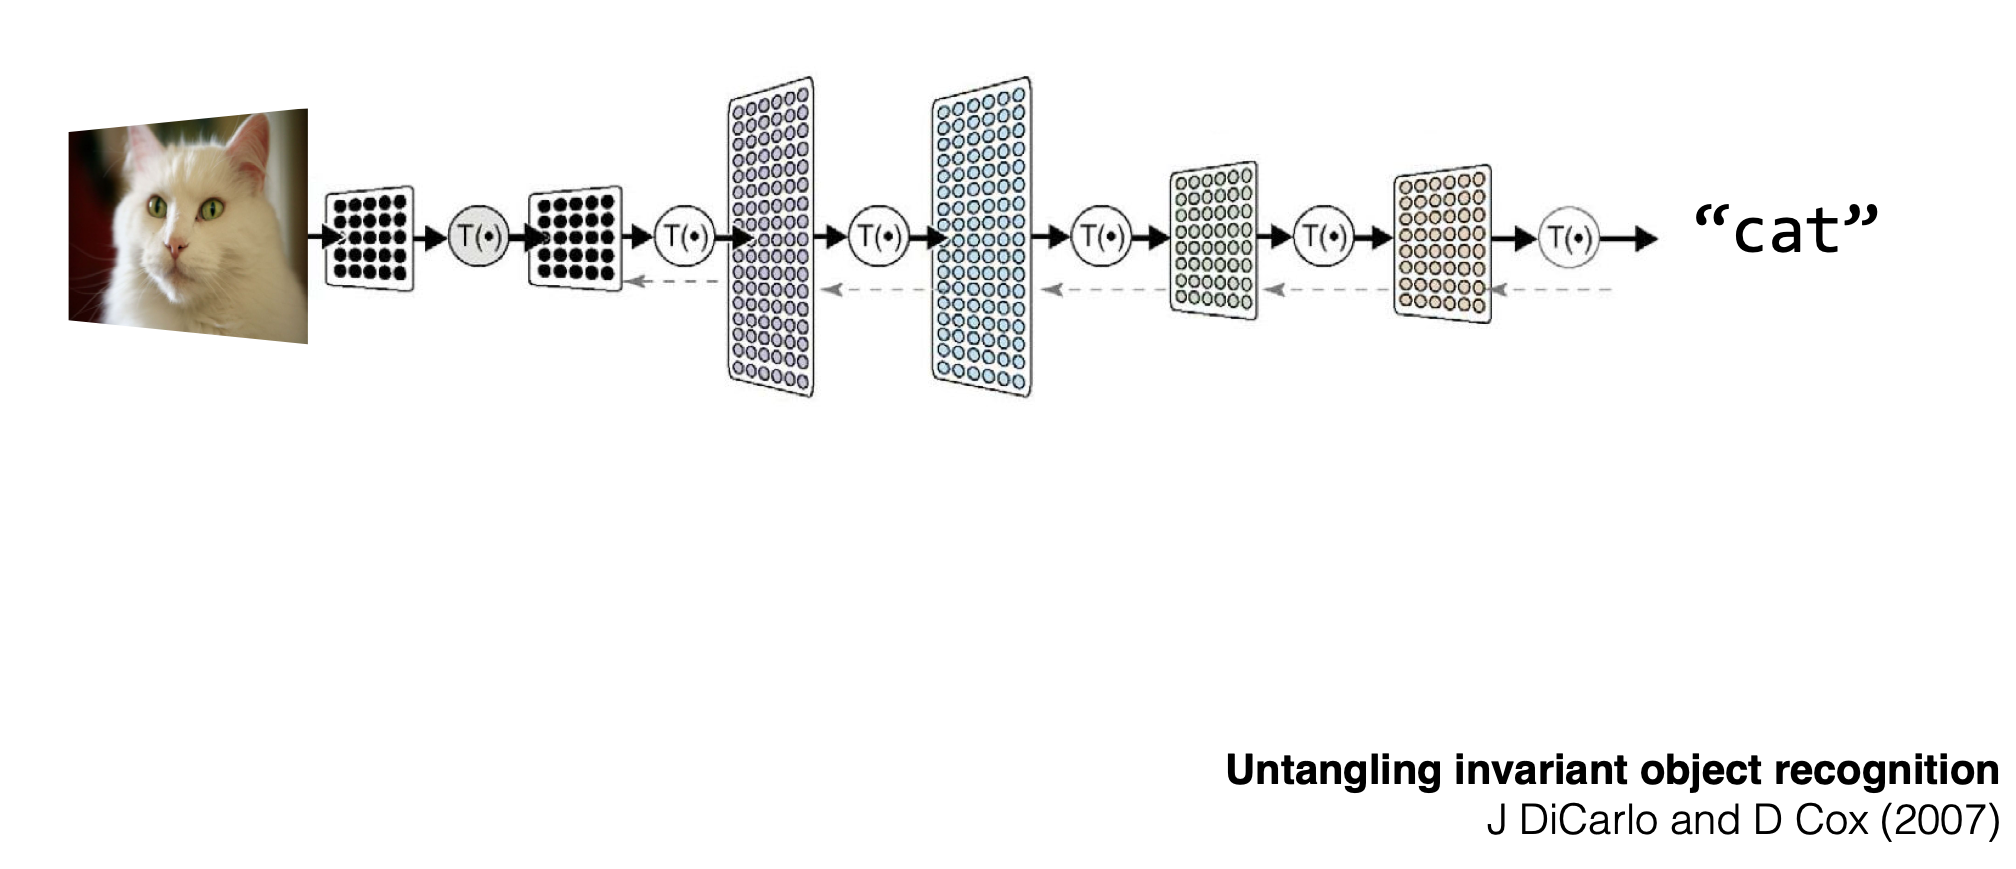 T(•) T(•) T(•) T(•) T(•) T(•) “cat”
Untangling invariant object recognition
J DiCarlo and D Cox (2007)